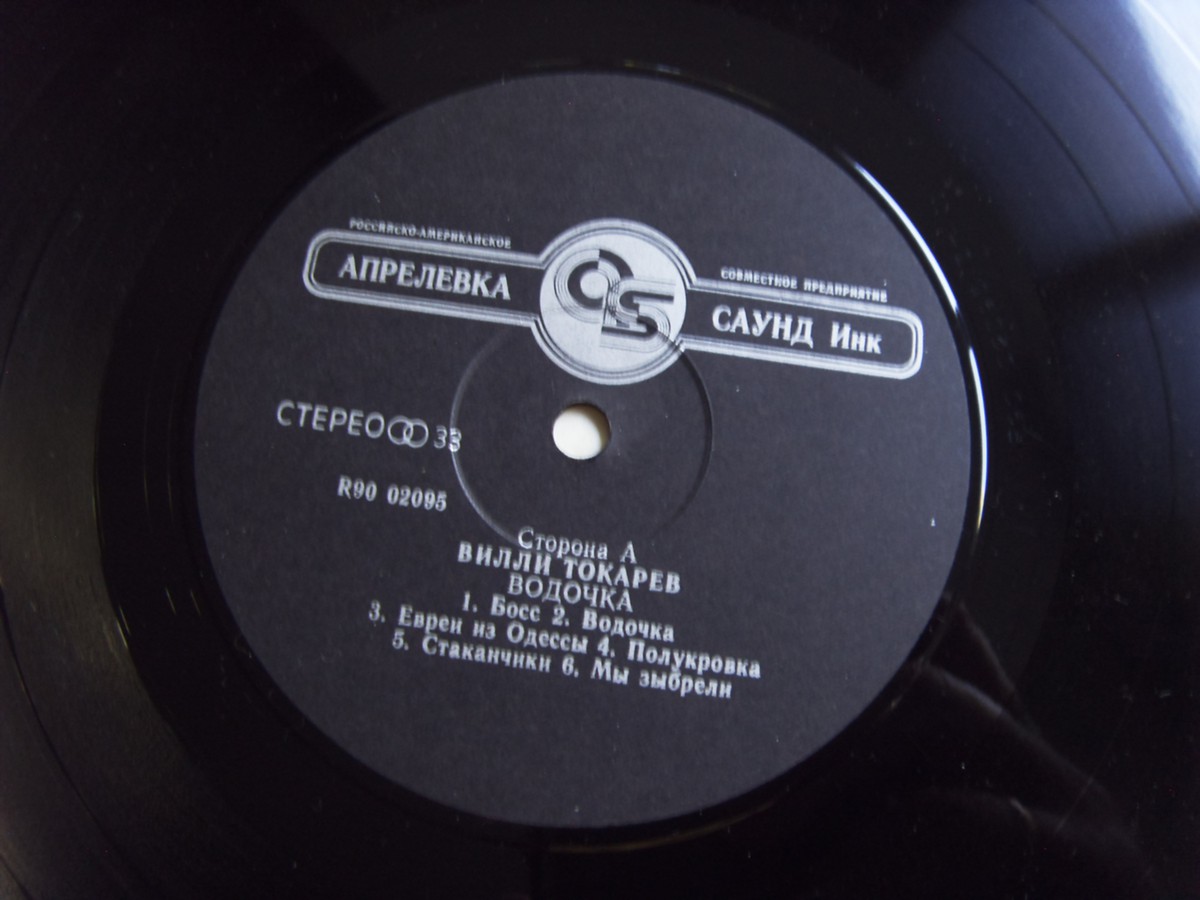 РОССИЙСКО-АМЕРИКАНСКОЕ
АПРЕЛЕВКА
СОВМЕСТНОЕ ПРЕДПРИЯТИЕ
САУНД Инк
СТЕРЕО 33
R90 02095
Сторона А
ВИЛЛИ ТОКАРЕВ
ВОДОЧКА
1. Босс 2. Водочка
3. Евреи из Одессы 4. Полукровка
5. Стаканчики 6. Мы зыбрели